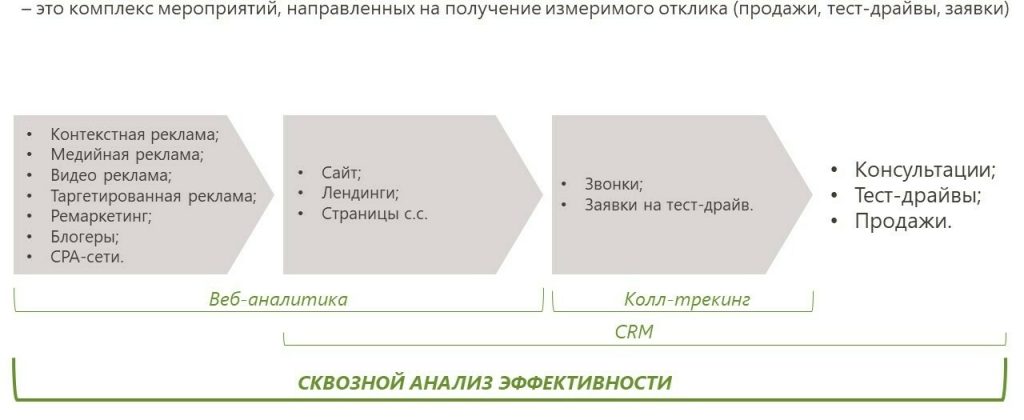 – это комплекс мероприятий, направленных на получение измеримого отклика (продажи, тест-драйвы, заявки)
• Контекстная реклама;
• Медийная реклама;
• Видео реклама;
• Таргетированная реклама;
• Ремаркетинг;
• Блогеры;
• CPA-сети.
• Сайт;
• Лендинги;
• Страницы с.с.
• Звонки;
• Заявки на тест-драйв.
• Консультации;
• Тест-драйвы;
• Продажи.
Веб-аналитика
Колл-трекинг
CRM
СКВОЗНОЙ АНАЛИЗ ЭФФЕКТИВНОСТИ